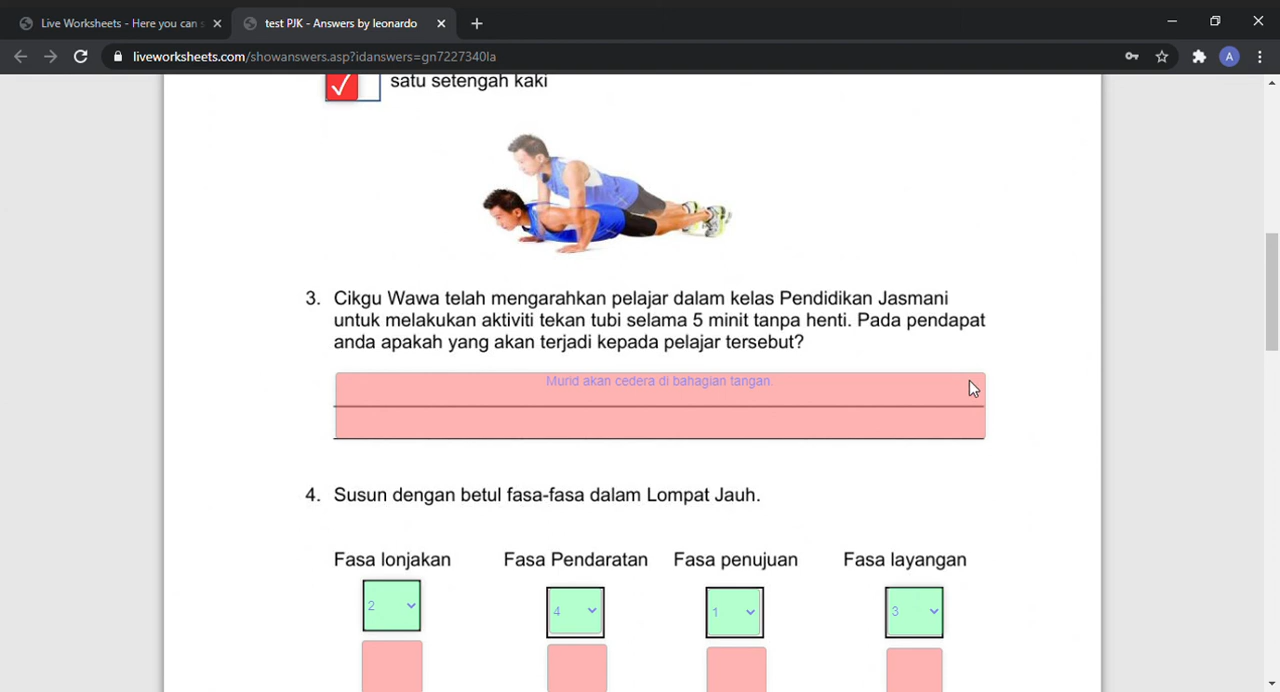 Live Worksheets - Here you can s
test PJK - Answers by leonardo
liveworksheets.com/showanswers.asp?idanswers=gn7227340la
A
satu setengah kaki
3. Cikgu Wawa telah mengarahkan pelajar dalam kelas Pendidikan Jasmani
untuk melakukan aktiviti tekan tubi selama 5 minit tanpa henti. Pada pendapat
anda apakah yang akan terjadi kepada pelajar tersebut?
Murid akan cedera di bahagian tangan.
4. Susun dengan betul fasa-fasa dalam Lompat Jauh.
Fasa lonjakan Fasa Pendaratan Fasa penujuan Fasa layangan
2 4 1 3